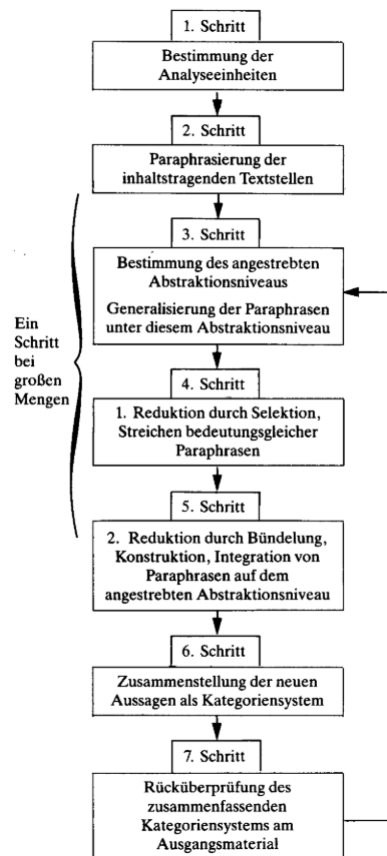 1. Schritt
Bestimmung der
Analyseeinheiten
2. Schritt
Paraphrasierung der
inhaltstragenden Textstellen
3. Schritt
Bestimmung des angestrebten
Abstraktionsniveaus
Generalisierung der Paraphrasen
unter diesem Abstraktionsniveau
Ein
Schritt
bei
großen
Mengen
4. Schritt
1. Reduktion durch Selektion,
Streichen bedeutungsgleicher
Paraphrasen
5. Schritt
2. Reduktion durch Bündelung,
Konstruktion, Integration von
Paraphrasen auf dem
angestrebten Abstraktionsniveau
6. Schritt
Zusammenstellung der neuen
Aussagen als Kategoriensystem
7. Schritt
Rücküberprüfung des
zusammenfassenden
Kategoriensystems am
Ausgangsmaterial